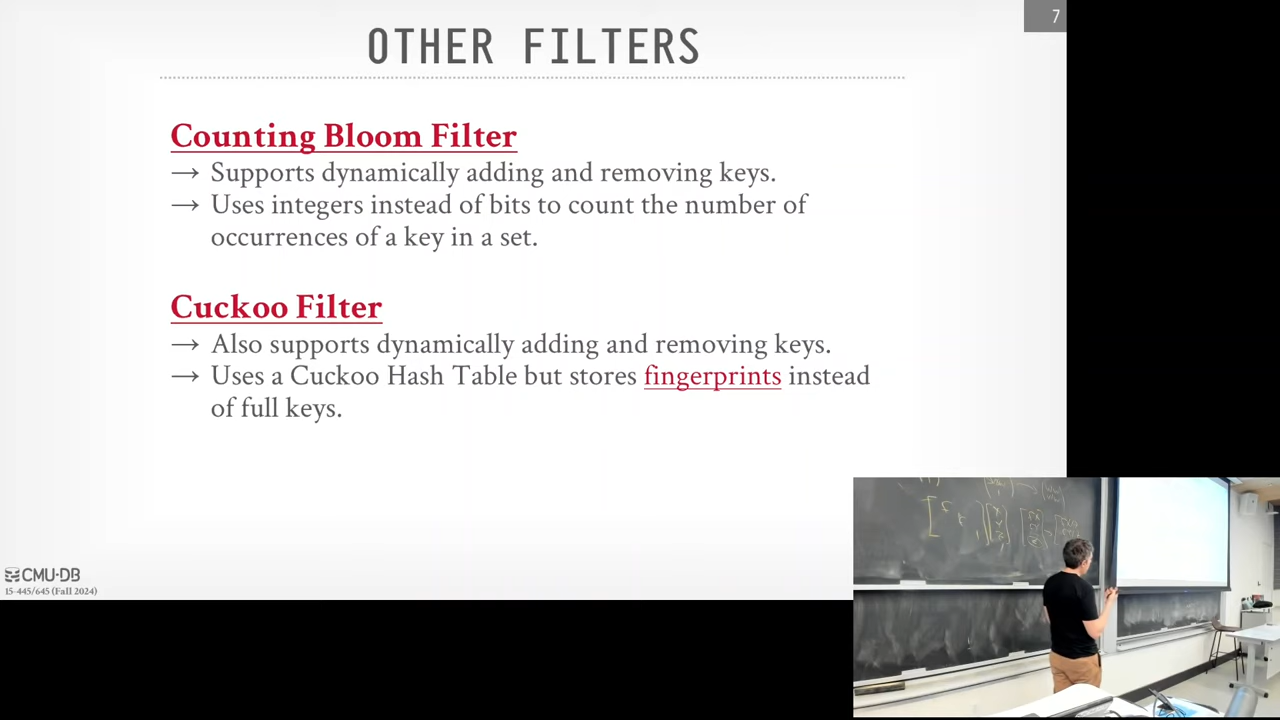 7
OTHER FILTERS
Counting Bloom Filter
→ Supports dynamically adding and removing keys.
→ Uses integers instead of bits to count the number of
occurrences of a key in a set.
Cuckoo Filter
→ Also supports dynamically adding and removing keys.
→ Uses a Cuckoo Hash Table but stores fingerprints instead
of full keys.
CMU·DB
15-445/645 (Fall 2024)